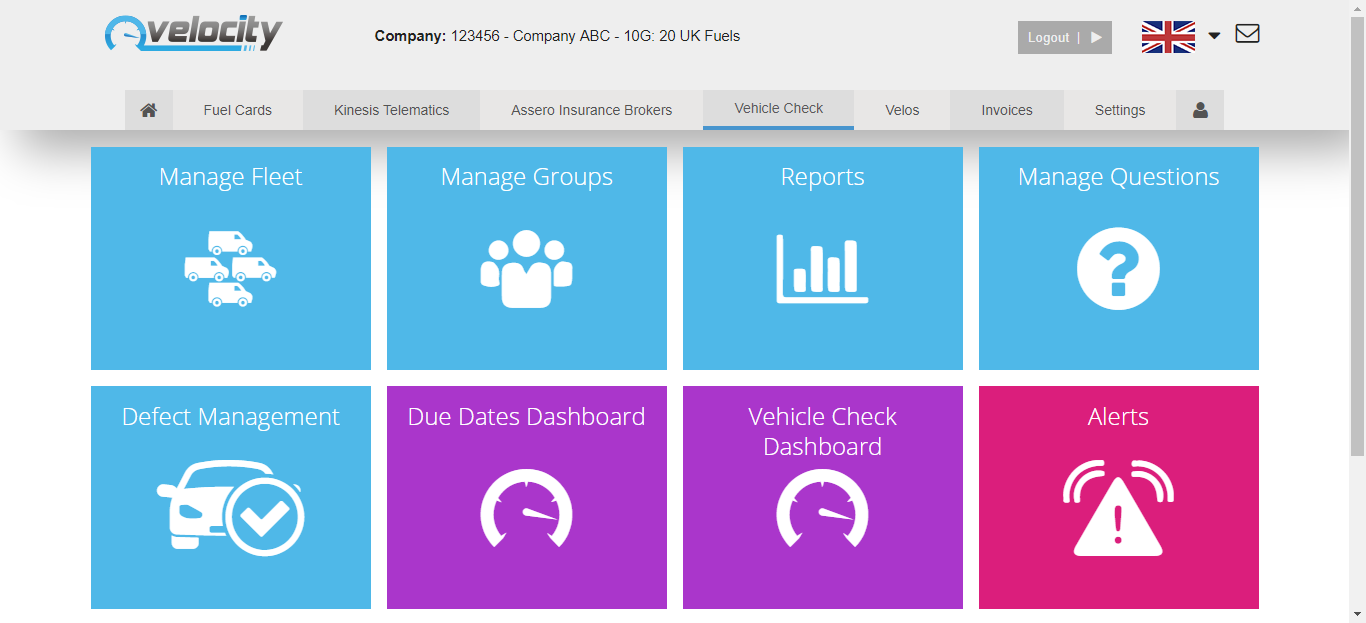 velocity
Company: 123456 - Company ABC - 10G: 20 UK Fuels
Logout |
Fuel Cards
Kinesis Telematics
Assero Insurance Brokers
Vehicle Check
Velos
Invoices
Settings
Manage Fleet
Manage Groups
Reports
Manage Questions
?
Defect Management
Due Dates Dashboard
Vehicle Check
Dashboard
Alerts
!